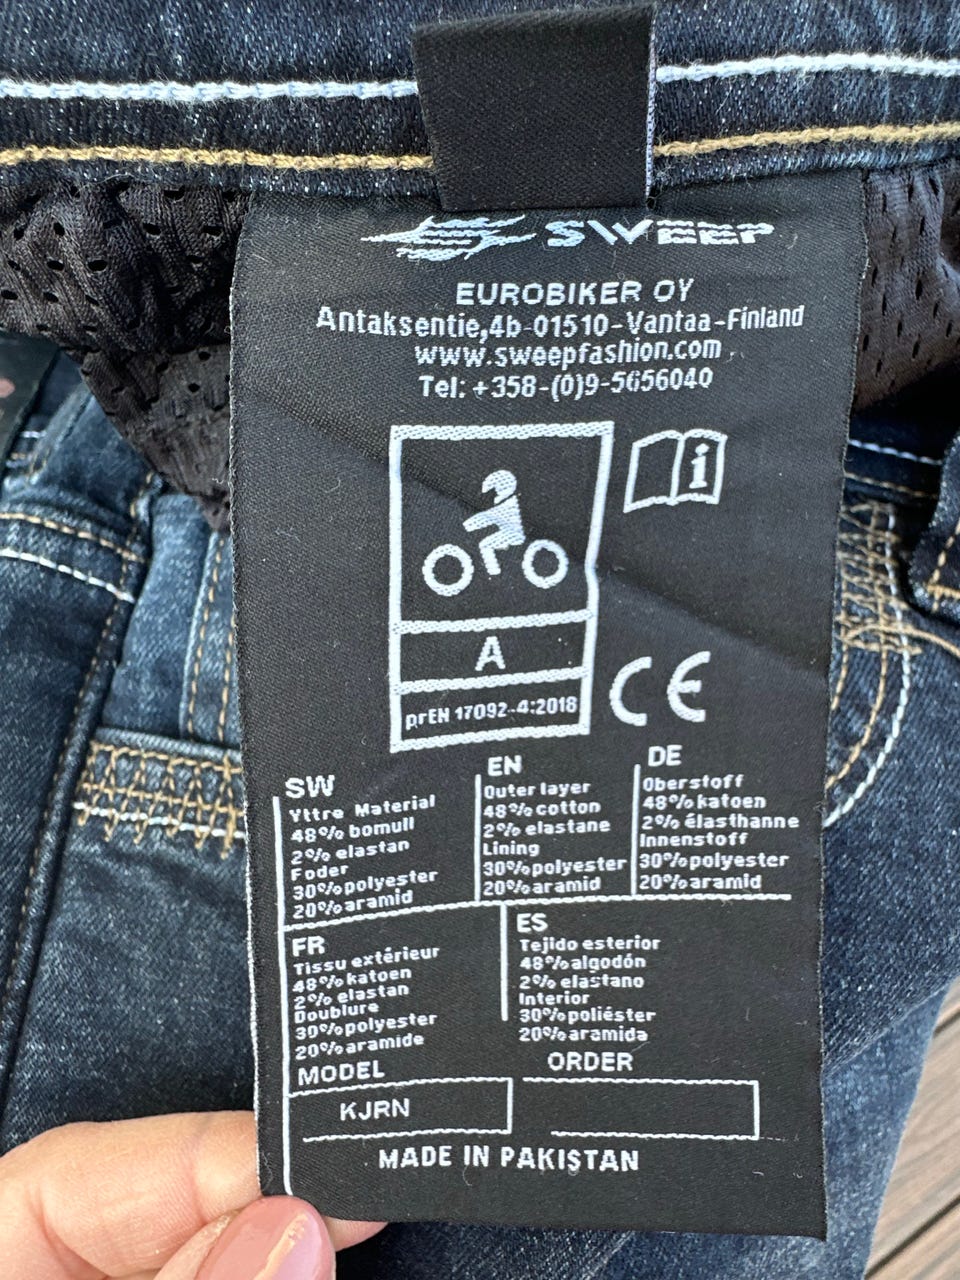 SWEEP
EUROBIKER OY
Antaksentie,4b-01510-Vantaa-Finland
www.sweepfashion.com
Tel: +358-(0)9-5656040
i
A
prEN 17092-4:2018
CE
SW
Yttre Material
48% bomull
2% elastan
Foder
30%polyester
20%aramid
EN
Outer layer
48%cotton
2% elastane
Lining
30%polyester
20%aramid
DE
Oberstoff
48%katoen
2% élasthanne
Innenstoff
30%polyester
20%aramid
FR
Tissu extérieur
48%katoen
2% elastan
Doublure
30%polyester
20%aramide
ES
Tejido esterior
48%algodón
2% elastano
Interior
30%poliéster
20%aramida
MODEL
KJRN
ORDER
MADE IN PAKISTAN